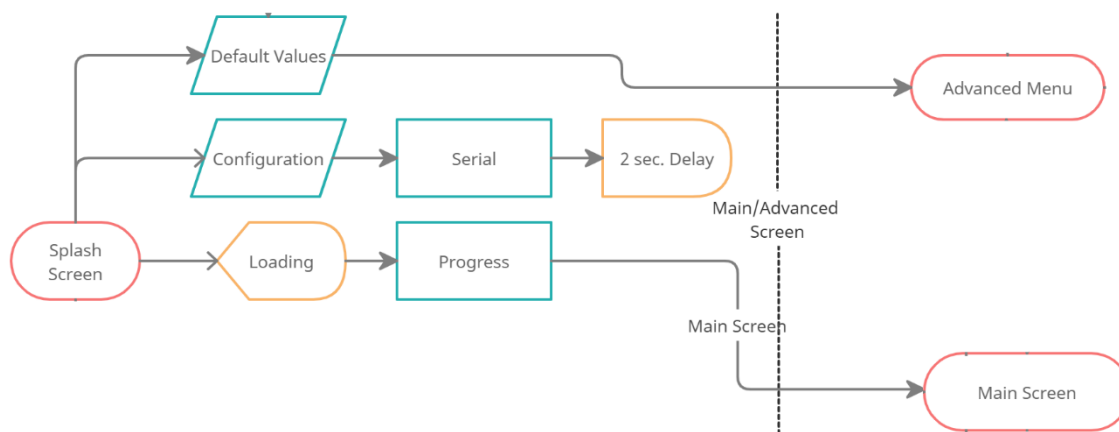 Default Values
Advanced Menu
Configuration
Serial
2 sec. Delay
Main/Advanced
Screen
Splash
Screen
Loading
Progress
Main Screen
Main Screen